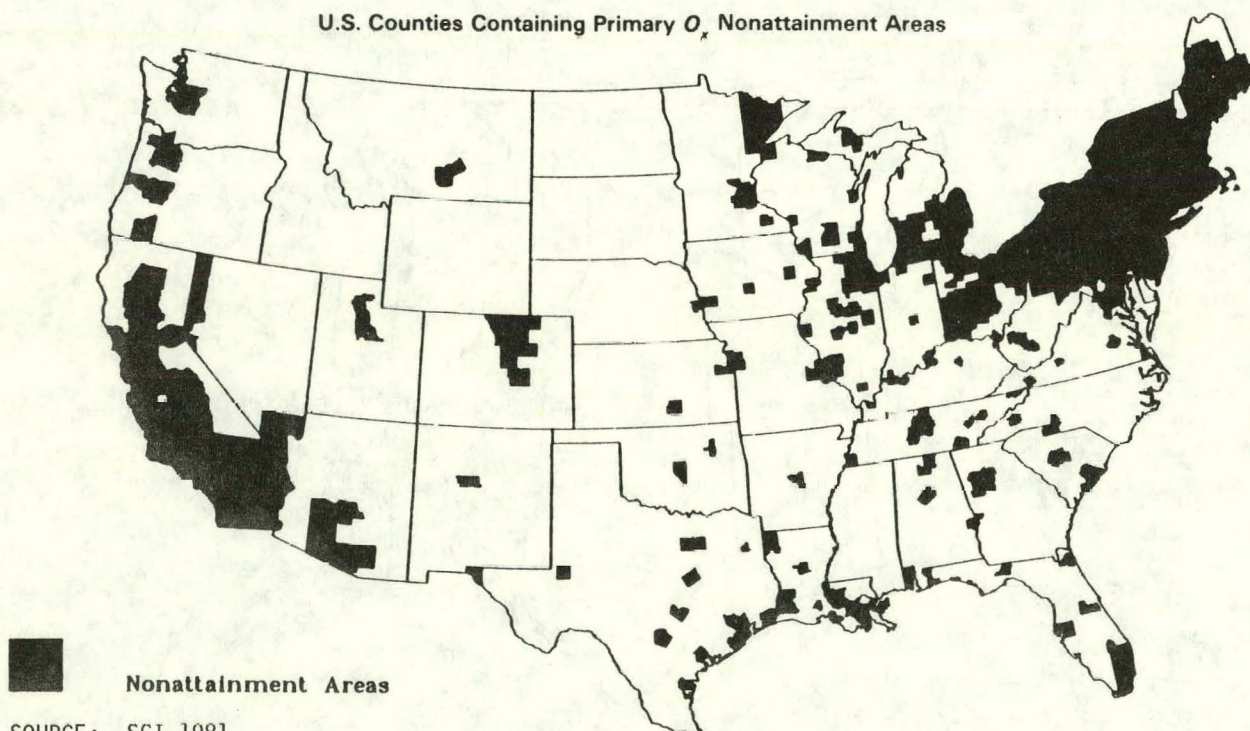 U.S. Counties Containing Primary Oₓ Nonattainment Areas
Nonattainment Areas
SOURCE: SCI 1981